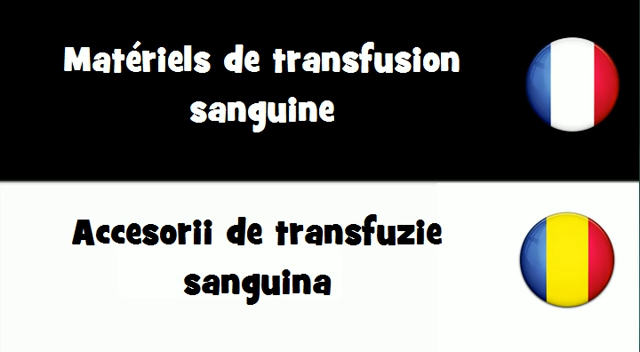 Matériels de transfusion
sanguine
Accesorii de transfuzie
sanguina